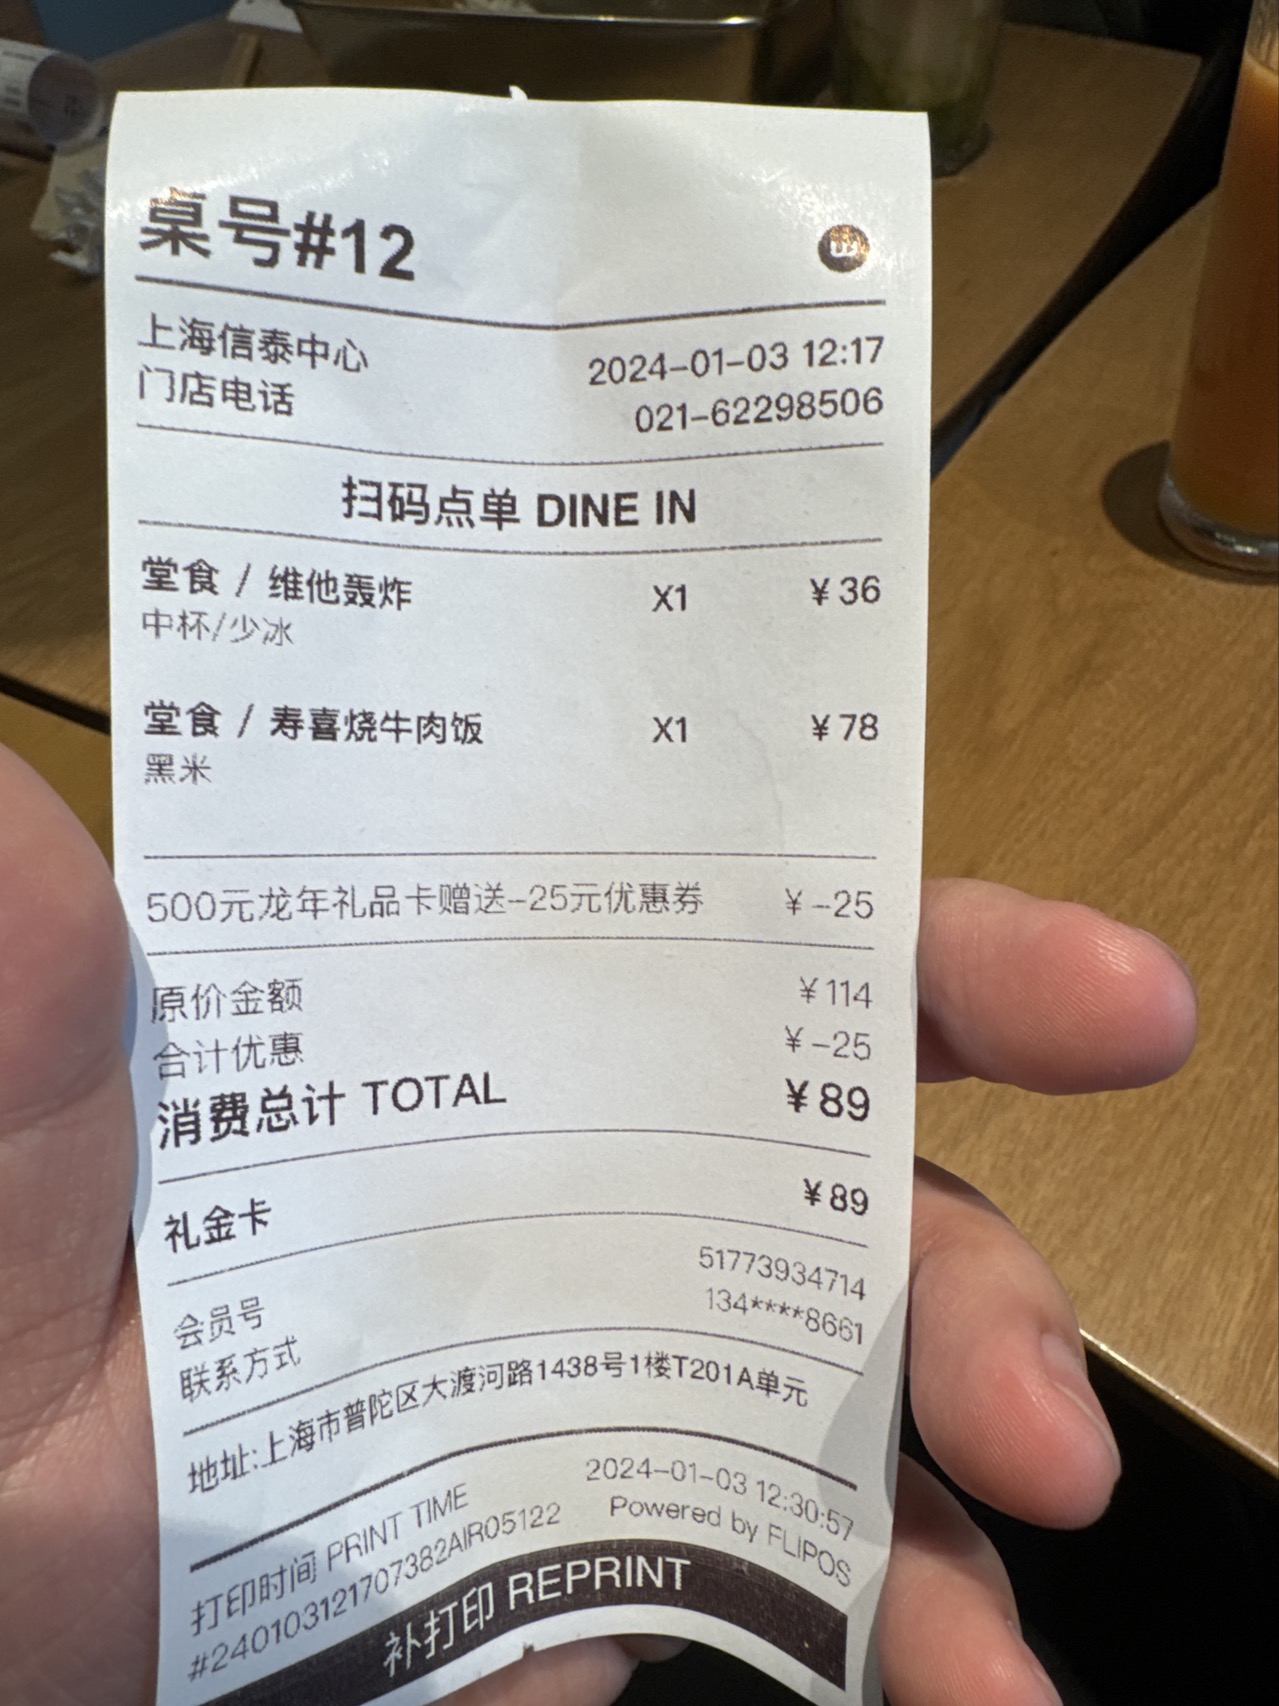 桌号#12
上海信泰中心 2024-01-03 12:17
门店电话 021-62298506
扫码点单 DINE IN
堂食 / 维他轰炸 X1 ¥36
中杯/少冰
堂食 / 寿喜烧牛肉饭 X1 ¥78
黑米
500元龙年礼品卡赠送-25元优惠券 ¥-25
原价金额 ¥114
合计优惠 ¥-25
消费总计 TOTAL ¥89
礼金卡 ¥89
会员号 51773934714
联系方式 134****8661
地址:上海市普陀区大渡河路1438号1楼T201A单元
打印时间 PRINT TIME 2024-01-03 12:30:57
#240103121707382AIR05122 Powered by FLIPOS
补打印 REPRINT